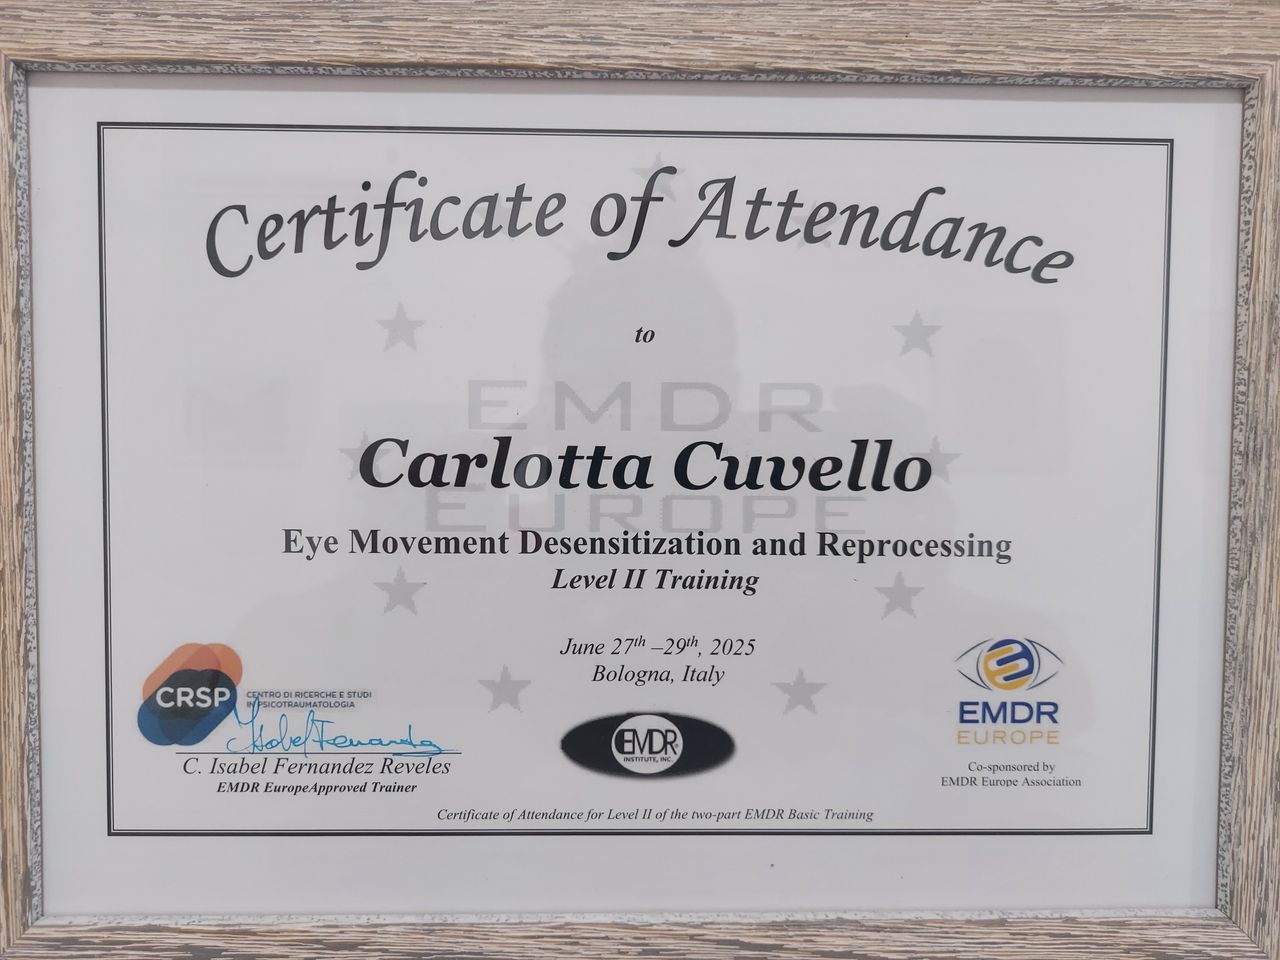 Certificate of Attendance
to
EMDR
Carlotta Cuvello
EUROPE
Eye Movement Desensitization and Reprocessing
Level II Training
June 27th –29th, 2025
Bologna, Italy
CRSP
CENTRO DI RICERCHE E STUDI
IN PSICOTRAUMATOLOGIA
Isabel Fernandez
C. Isabel Fernandez Reveles
EMDR EuropeApproved Trainer
EMDR
INSTITUTE, INC.
EMDR
EUROPE
Co-sponsored by
EMDR Europe Association
Certificate of Attendance for Level II of the two-part EMDR Basic Training